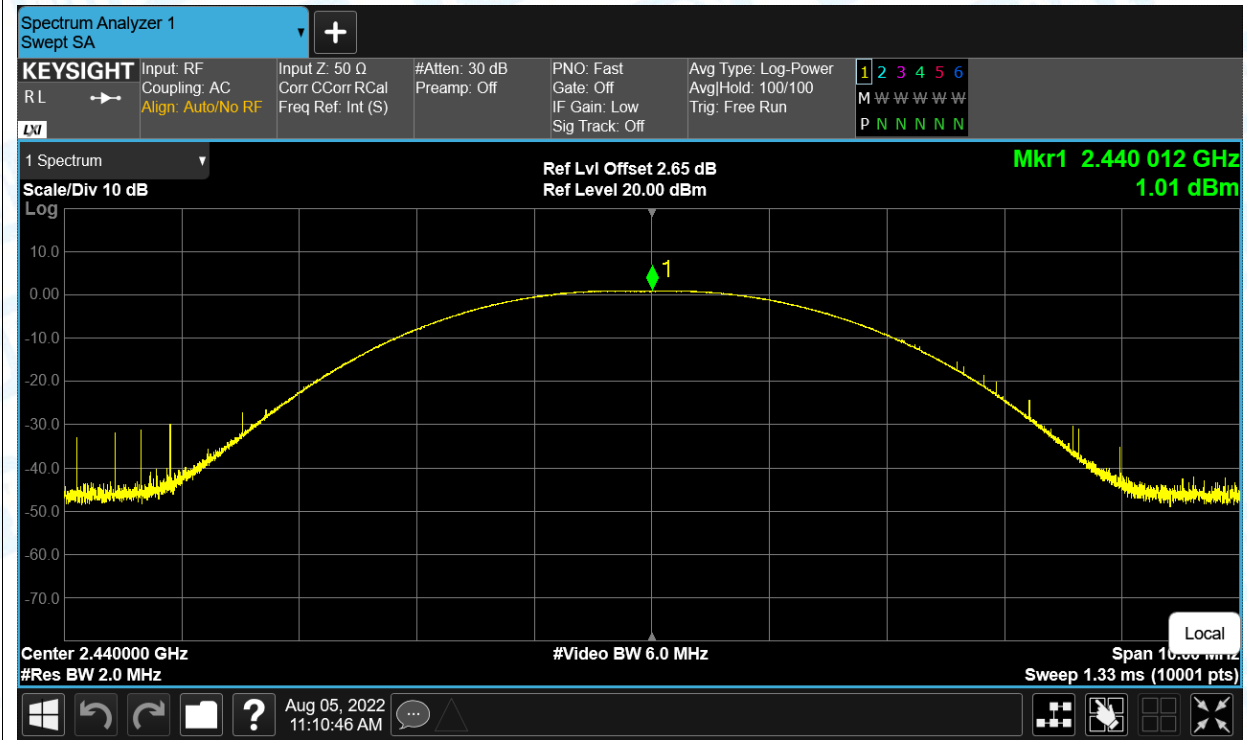 Spectrum Analyzer 1
Swept SA
KEYSIGHT
R L
LXI
Input: RF
Coupling: AC
Align: Auto/No RF
Input Z: 50 Ω
Corr CCorr RCal
Freq Ref: Int (S)
#Atten: 30 dB
Preamp: Off
PNO: Fast
Gate: Off
IF Gain: Low
Sig Track: Off
Avg Type: Log-Power
Avg|Hold: 100/100
Trig: Free Run
1 2 3 4 5 6
M W W W W W W
P N N N N N N
1 Spectrum
Scale/Div 10 dB
Ref Lvl Offset 2.65 dB
Ref Level 20.00 dBm
Mkr1 2.440 012 GHz
1.01 dBm
Log
10.0
0.00
-10.0
-20.0
-30.0
-40.0
-50.0
-60.0
-70.0
1
Local
Center 2.440000 GHz
#Video BW 6.0 MHz
Span 10.00 MHz
#Res BW 2.0 MHz
Sweep 1.33 ms (10001 pts)
?
Aug 05, 2022
11:10:46 AM